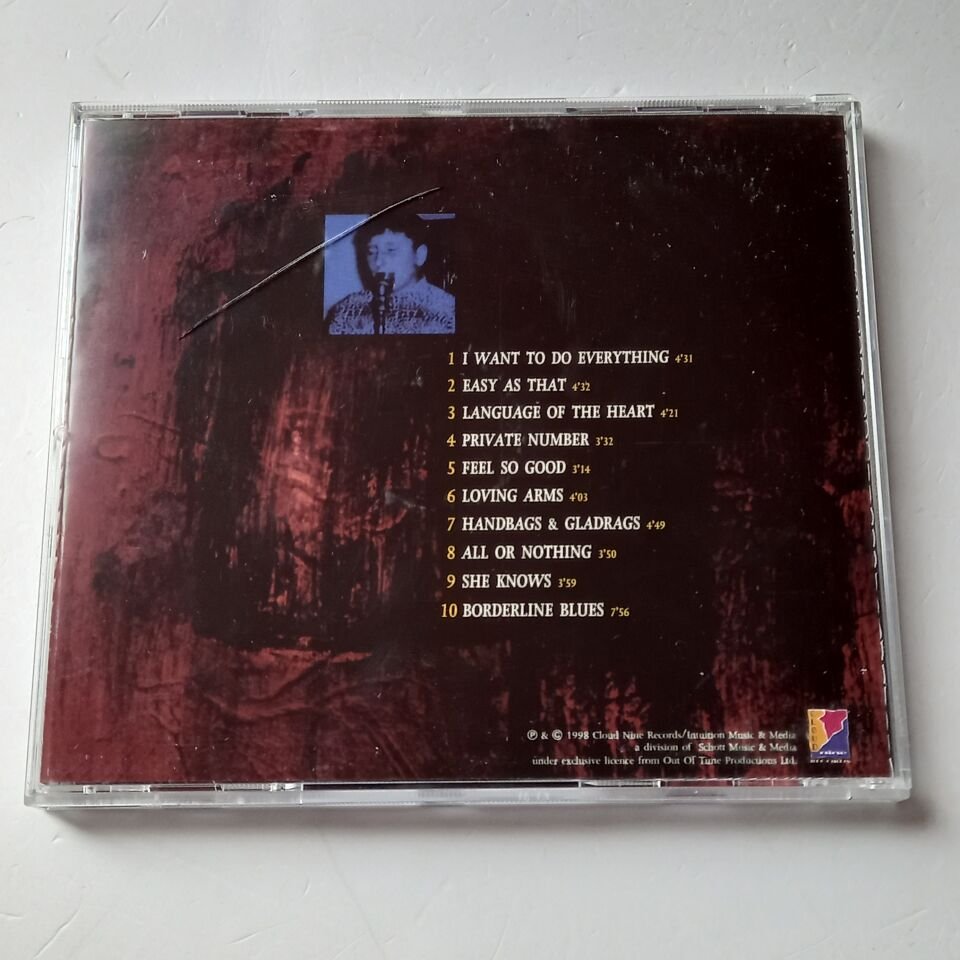 1 I WANT TO DO EVERYTHING 4'31
2 EASY AS THAT 4'32
3 LANGUAGE OF THE HEART 4'21
4 PRIVATE NUMBER 3'32
5 FEEL SO GOOD 3'14
6 LOVING ARMS 4'03
7 HANDBAGS & GLADRAGS 4'49
8 ALL OR NOTHING 3'50
9 SHE KNOWS 3'59
10 BORDERLINE BLUES 7'56
℗ & © 1998 Cloud Nine Records/Intuition Music & Media
a division of Schott Music & Media
under exclusive licence from Out Of Tune Productions Ltd.
CLOUD